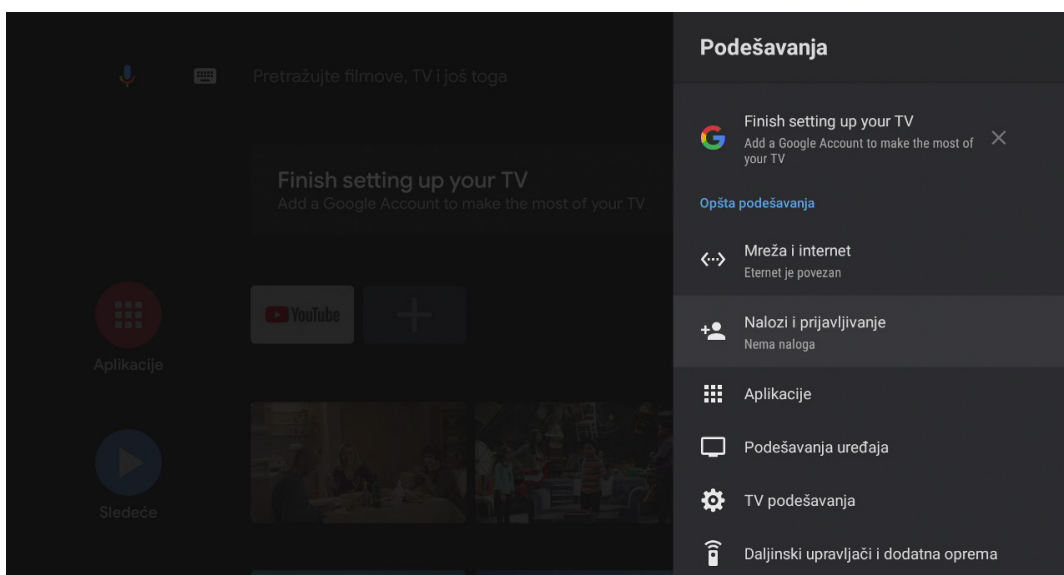 Pretražujte filmove, TV i još toga
Finish setting up your TV
Add a Google Account to make the most of your TV
YouTube
Aplikacije
Sledeće
Podešavanja
Finish setting up your TV
Add a Google Account to make the most of
your TV
Opšta podešavanja
Mreža i internet
Eternet je povezan
Nalozi i prijavljivanje
Nema naloga
Aplikacije
Podešavanja uređaja
TV podešavanja
Daljinski upravljači i dodatna oprema